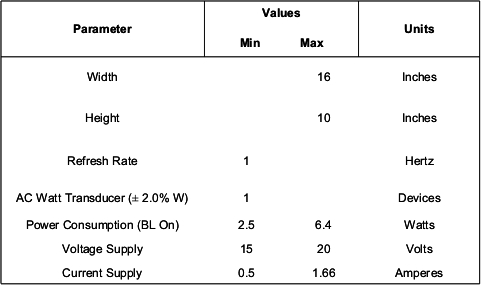 Parameter Values Units
Min Max
Width 16 Inches
Height 10 Inches
Refresh Rate 1 Hertz
AC Watt Transducer (± 2.0% W) 1 Devices
Power Consumption (BL On) 2.5 6.4 Watts
Voltage Supply 15 20 Volts
Current Supply 0.5 1.66 Amperes